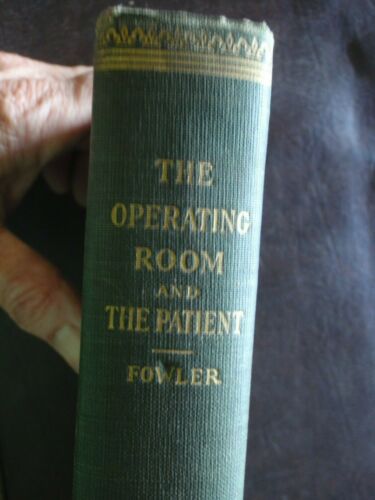 THE
OPERATING
ROOM
AND
THE PATIENT
FOWLER